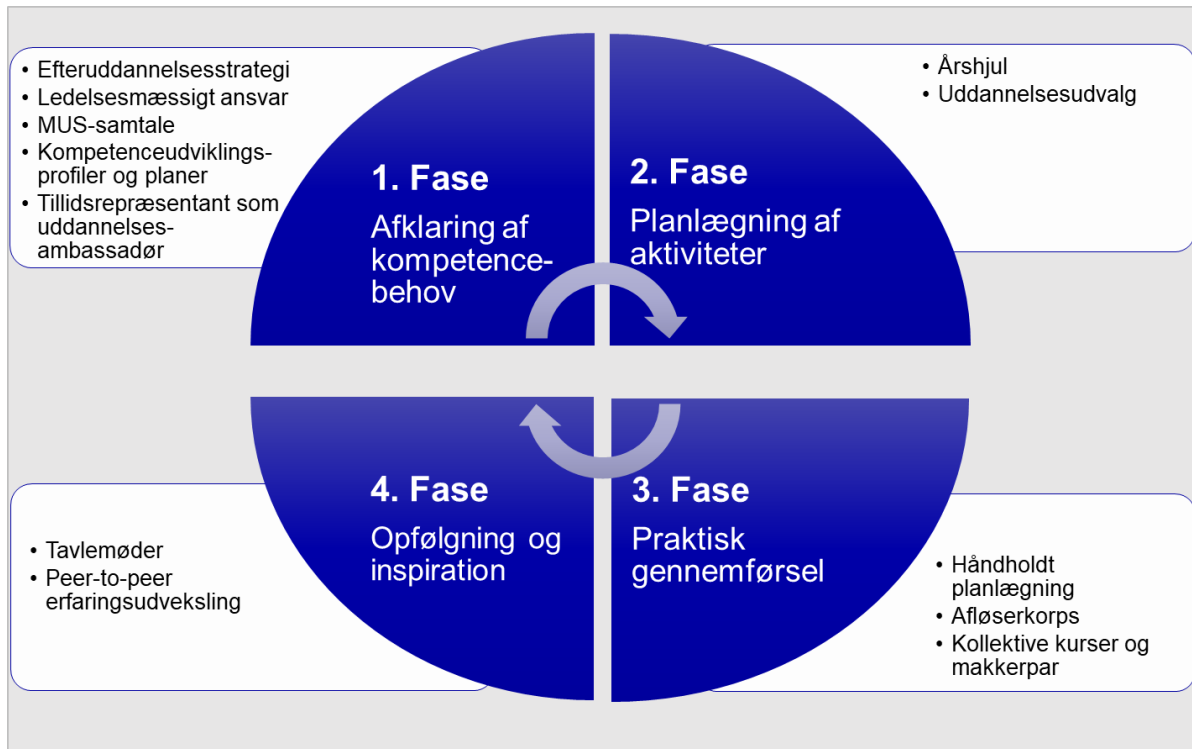 • Efteruddannelsesstrategi
• Ledelsesmæssigt ansvar
• MUS-samtale
• Kompetenceudviklings-
profiler og planer
• Tillidsrepræsentant som
uddannelses-
ambassadør
1. Fase
Afklaring af
kompetence-
behov
2. Fase
Planlægning af
aktiviteter
• Årshjul
• Uddannelsesudvalg
• Tavlemøder
• Peer-to-peer
erfaringsudveksling
4. Fase
Opfølgning og
inspiration
3. Fase
Praktisk
gennemførsel
• Håndholdt
planlægning
• Afløserkorps
• Kollektive kurser og
makkerpar